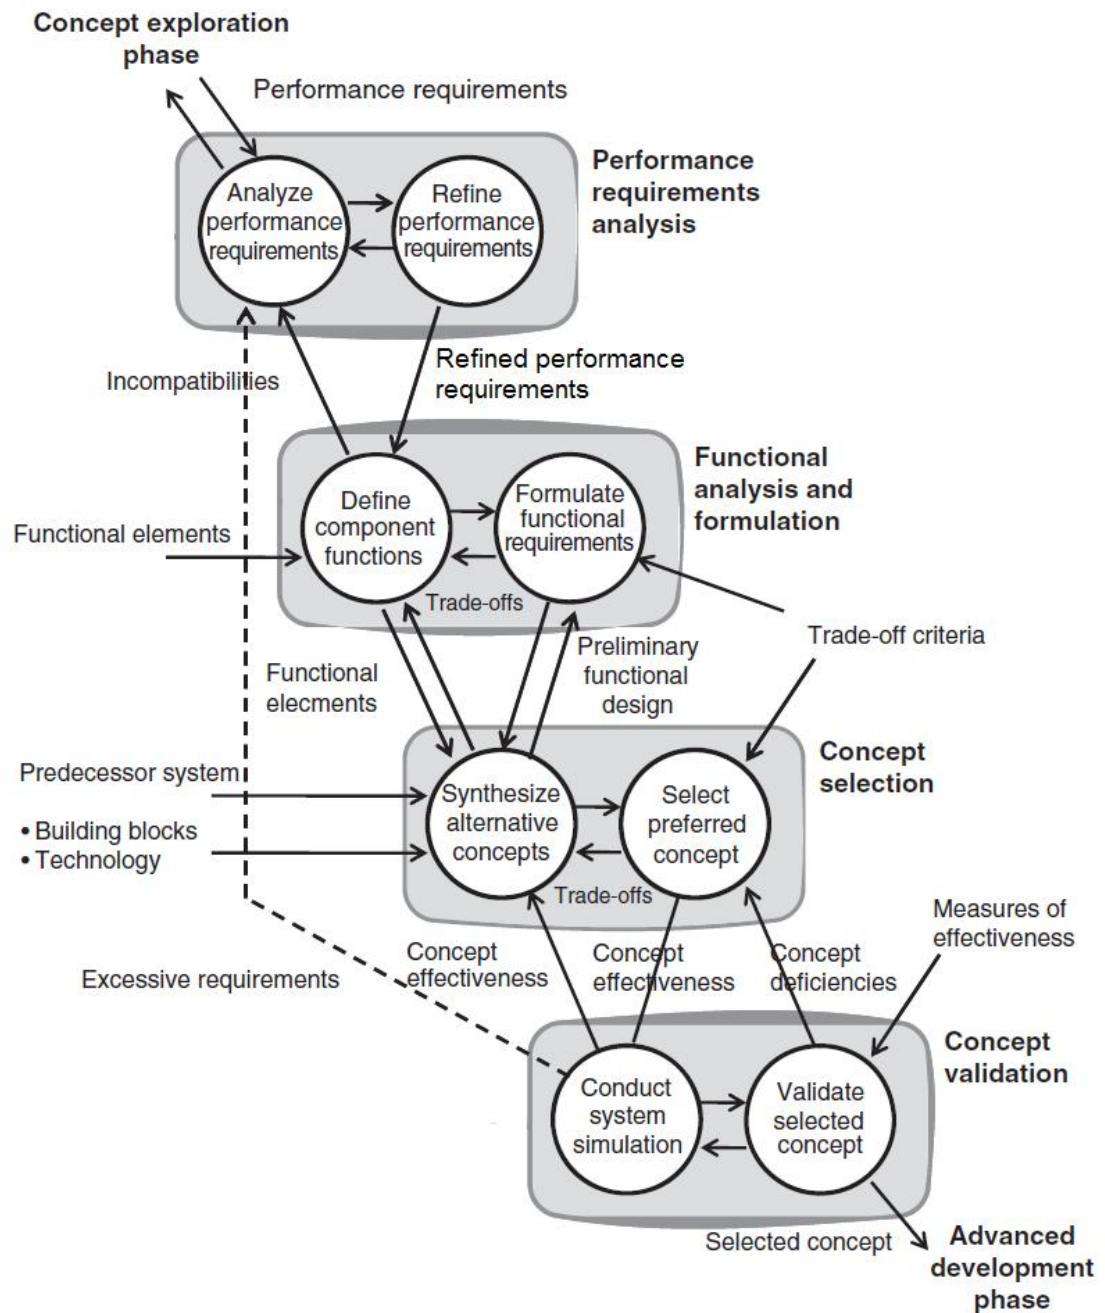 Concept exploration
phase
Performance requirements
Performance
requirements
analysis
Analyze
performance
requirements
Refine
performance
requirements
Refined performance
requirements
Incompatibilities
Functional
analysis and
formulation
Define
component
functions
Formulate
functional
requirements
Functional elements
Trade-offs
Trade-off criteria
Preliminary
functional
design
Functional
elecments
Concept
selection
Predecessor system
• Building blocks
• Technology
Synthesize
alternative
concepts
Select
preferred
concept
Trade-offs
Measures of
effectiveness
Concept
effectiveness
Concept
effectiveness
Concept
deficiencies
Excessive requirements
Concept
validation
Conduct
system
simulation
Validate
selected
concept
Selected concept
Advanced
development
phase